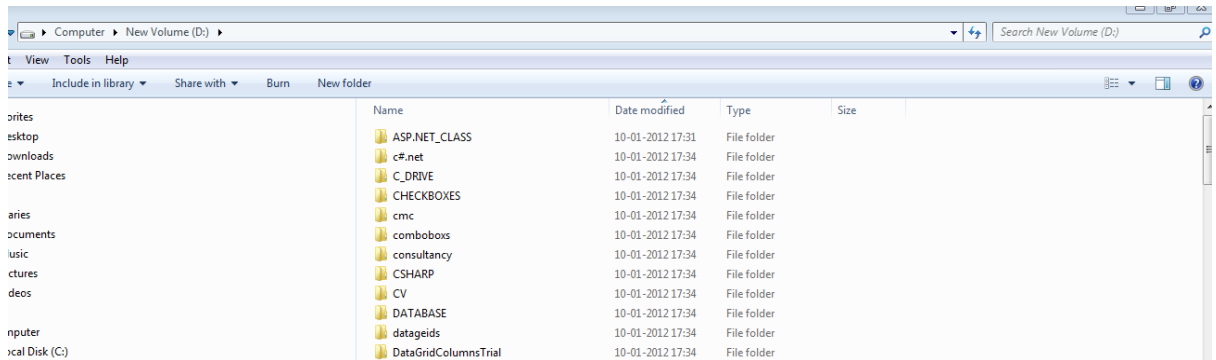 Computer ▸ New Volume (D:) ▸ Search New Volume (D:)
t View Tools Help
e Include in library Share with Burn New folder
Name Date modified Type Size
orites
esktop ASP.NET_CLASS 10-01-2012 17:31 File folder
ownloads c#.net 10-01-2012 17:34 File folder
ecent Places C_DRIVE 10-01-2012 17:34 File folder
CHECKBOXES 10-01-2012 17:34 File folder
aries cmc 10-01-2012 17:34 File folder
ocuments comboboxs 10-01-2012 17:34 File folder
lusic consultancy 10-01-2012 17:34 File folder
ctures CSHARP 10-01-2012 17:34 File folder
deos CV 10-01-2012 17:34 File folder
DATABASE 10-01-2012 17:34 File folder
mputer datageids 10-01-2012 17:34 File folder
ocal Disk (C:) DataGridColumnsTrial 10-01-2012 17:34 File folder